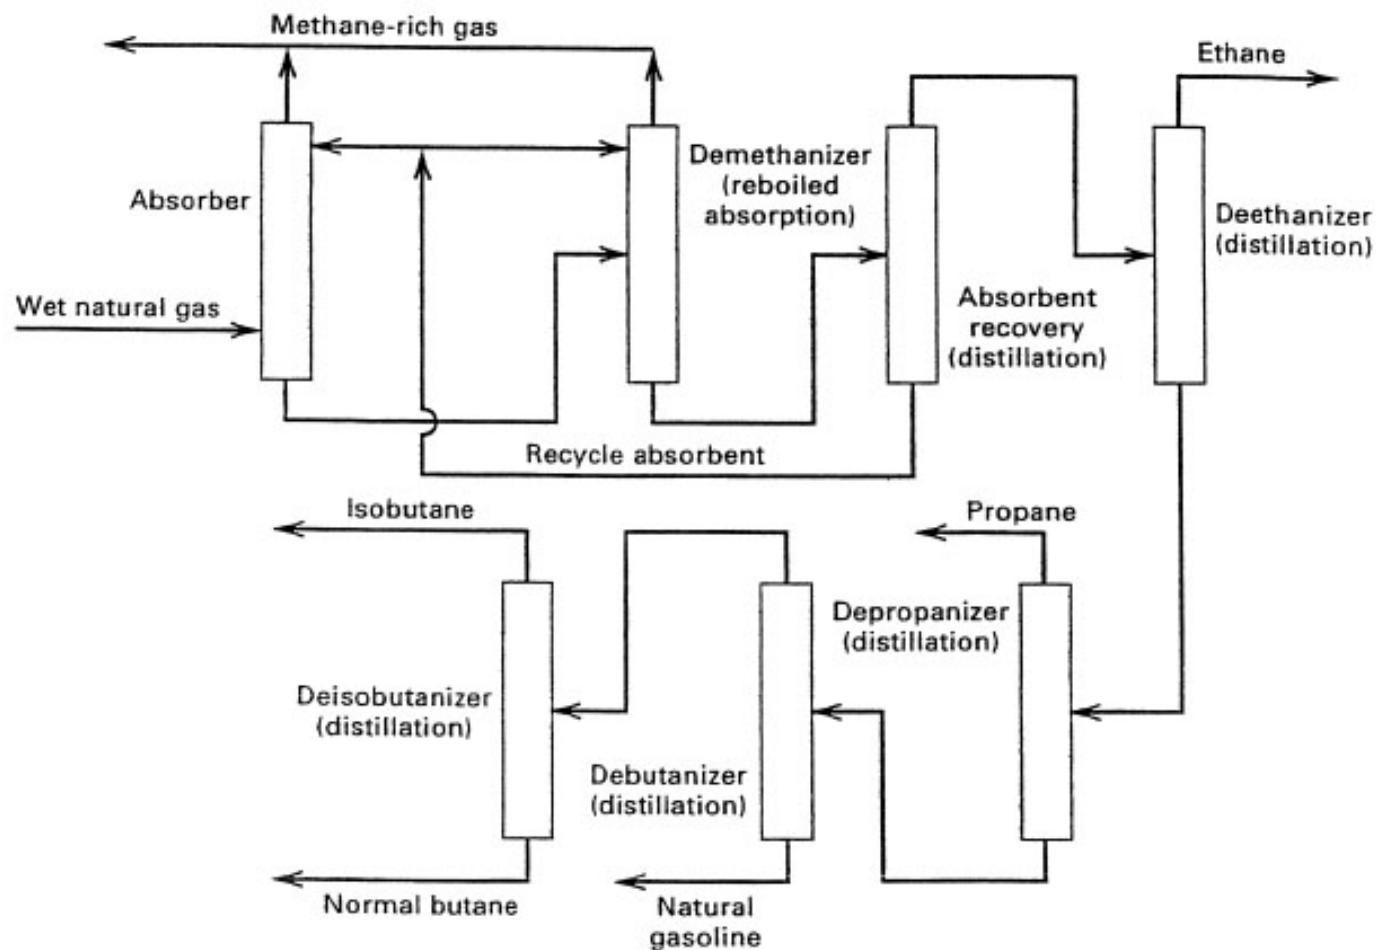 Methane-rich gas
Ethane
Absorber
Demethanizer
(reboiled
absorption)
Deethanizer
(distillation)
Wet natural gas
Absorbent
recovery
(distillation)
Recycle absorbent
Isobutane
Propane
Depropanizer
(distillation)
Deisobutanizer
(distillation)
Debutanizer
(distillation)
Normal butane
Natural
gasoline